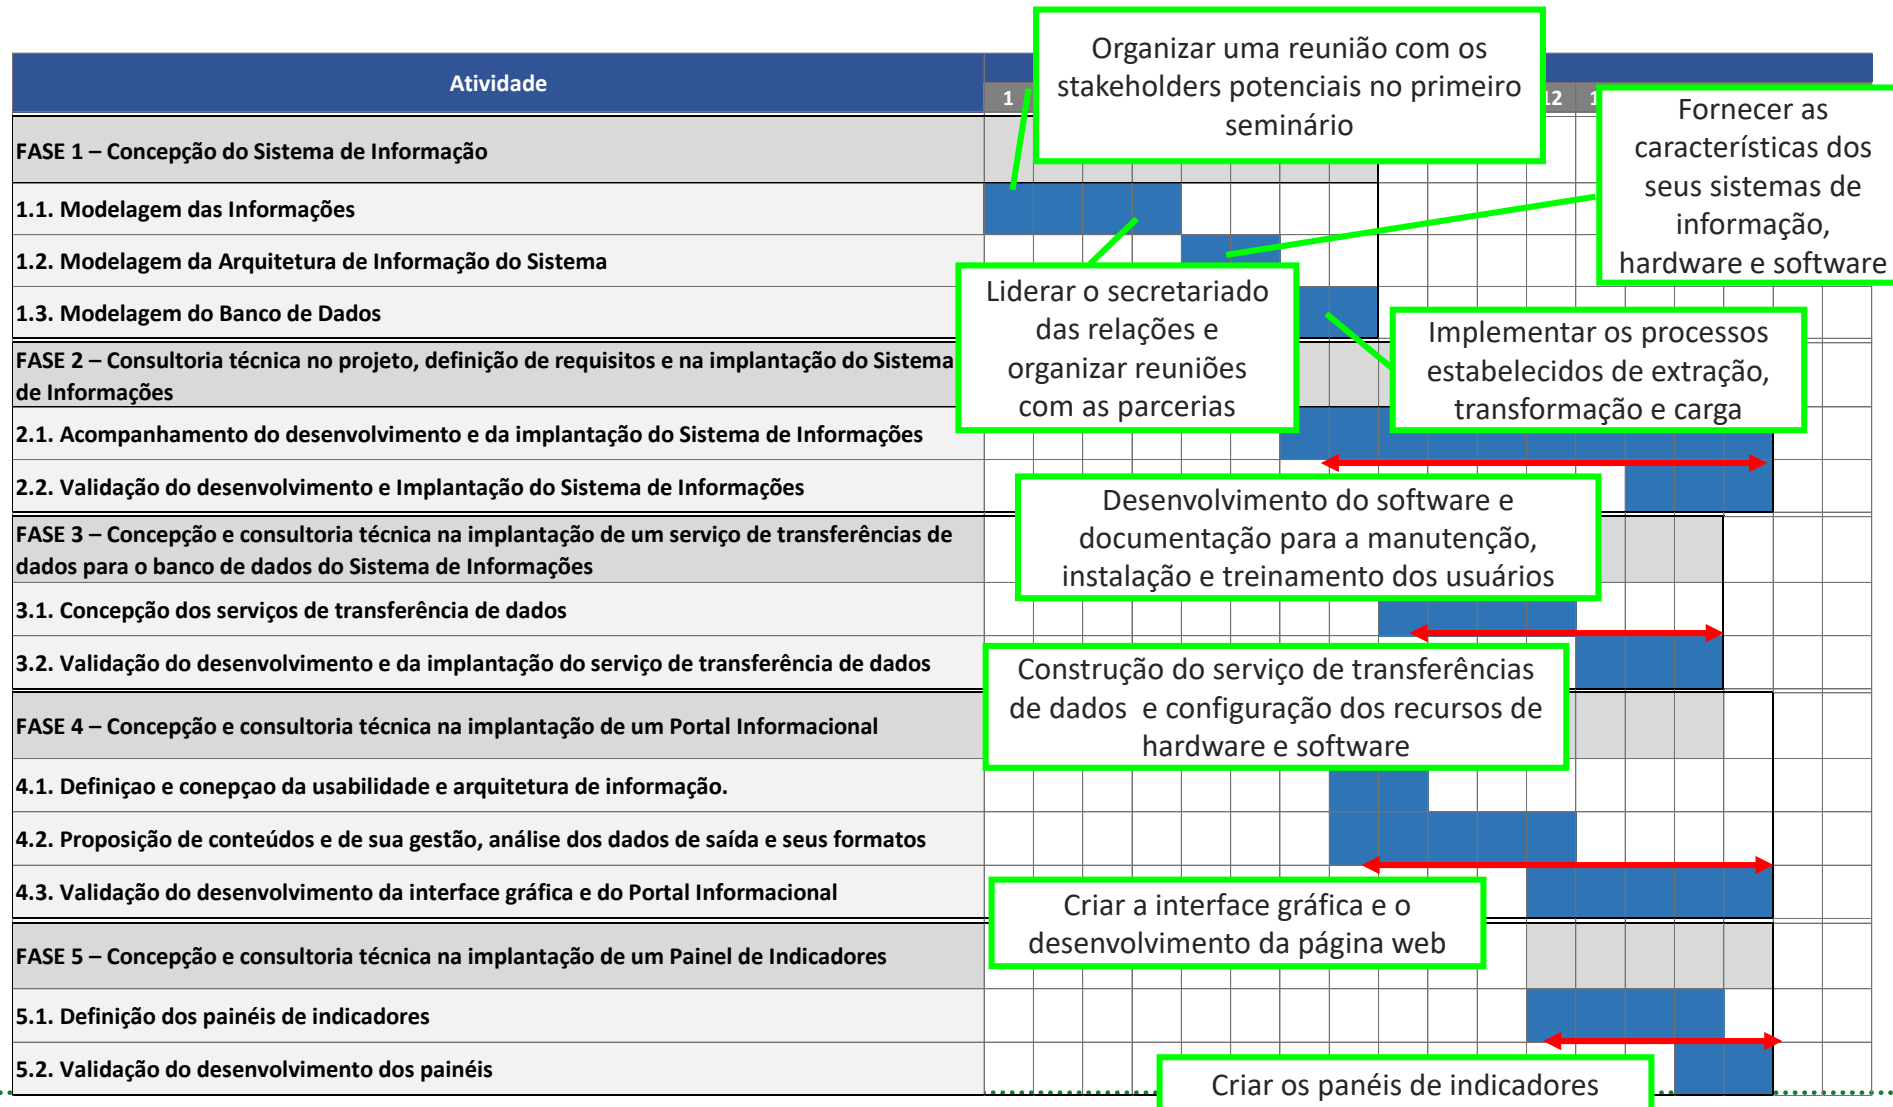 Atividade
1
12
1
Organizar uma reunião com os
stakeholders potenciais no primeiro
seminário
Fornecer as
características dos
seus sistemas de
informação,
hardware e software
FASE 1 – Concepção do Sistema de Informação
1.1. Modelagem das Informações
1.2. Modelagem da Arquitetura de Informação do Sistema
1.3. Modelagem do Banco de Dados
Liderar o secretariado
das relações e
organizar reuniões
com as parcerias
Implementar os processos
estabelecidos de extração,
transformação e carga
FASE 2 – Consultoria técnica no projeto, definição de requisitos e na implantação do Sistema
de Informações
2.1. Acompanhamento do desenvolvimento e da implantação do Sistema de Informações
2.2. Validação do desenvolvimento e Implantação do Sistema de Informações
Desenvolvimento do software e
documentação para a manutenção,
instalação e treinamento dos usuários
FASE 3 – Concepção e consultoria técnica na implantação de um serviço de transferências de
dados para o banco de dados do Sistema de Informações
3.1. Concepção dos serviços de transferência de dados
3.2. Validação do desenvolvimento e da implantação do serviço de transferência de dados
Construção do serviço de transferências
de dados e configuração dos recursos de
hardware e software
FASE 4 – Concepção e consultoria técnica na implantação de um Portal Informacional
4.1. Definiçao e conepçao da usabilidade e arquitetura de informação.
4.2. Proposição de conteúdos e de sua gestão, análise dos dados de saída e seus formatos
4.3. Validação do desenvolvimento da interface gráfica e do Portal Informacional
Criar a interface gráfica e o
desenvolvimento da página web
FASE 5 – Concepção e consultoria técnica na implantação de um Painel de Indicadores
5.1. Definição dos painéis de indicadores
5.2. Validação do desenvolvimento dos painéis
Criar os panéis de indicadores